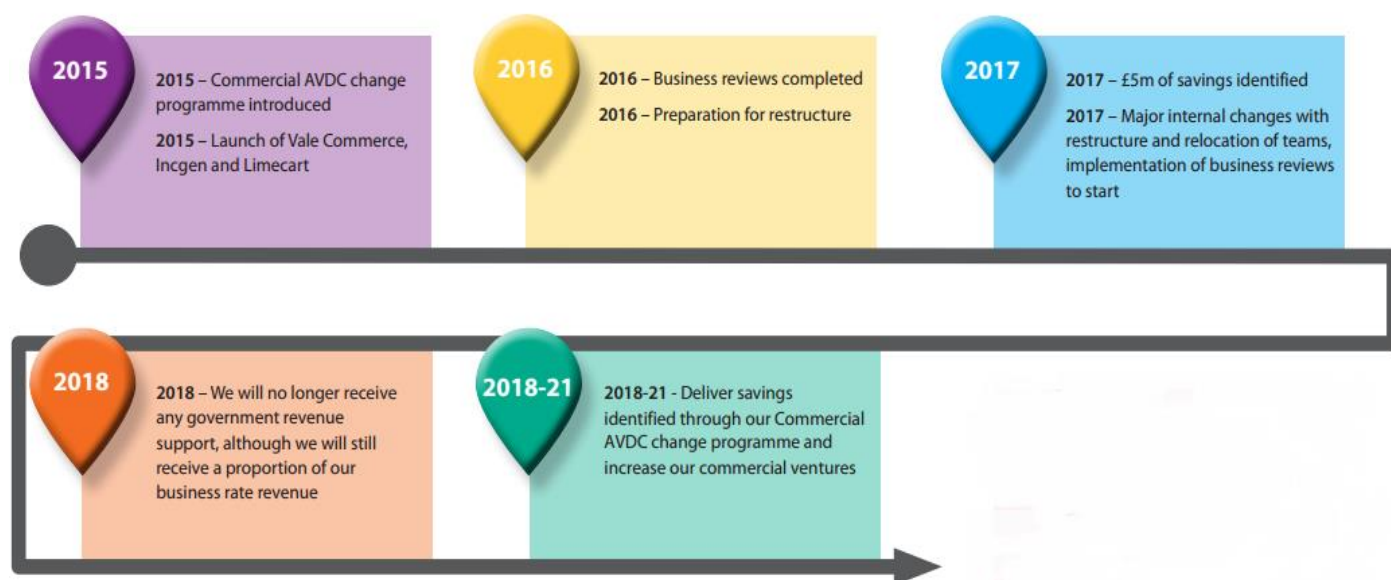 2015
2015 – Commercial AVDC change
programme introduced
2015 – Launch of Vale Commerce,
Incgen and Limecart
2016
2016 – Business reviews completed
2016 – Preparation for restructure
2017
2017 – £5m of savings identified
2017 – Major internal changes with
restructure and relocation of teams,
implementation of business reviews
to start
2018
2018 – We will no longer receive
any government revenue
support, although we will still
receive a proportion of our
business rate revenue
2018-21
2018-21 - Deliver savings
identified through our Commercial
AVDC change programme and
increase our commercial ventures